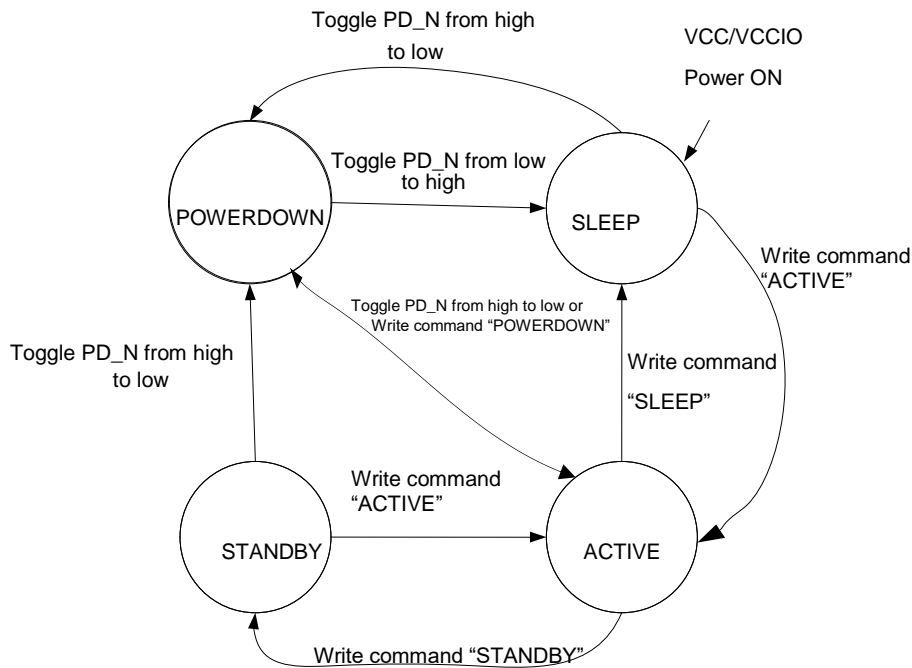 Toggle PD_N from high
to low
VCC/VCCIO
Power ON
Toggle PD_N from low
to high
POWERDOWN
SLEEP
Write command
“ACTIVE”
Toggle PD_N from high to low or
Write command “POWERDOWN”
Toggle PD_N from high
to low
Write command
“SLEEP”
Write command
“ACTIVE”
STANDBY
ACTIVE
Write command “STANDBY”